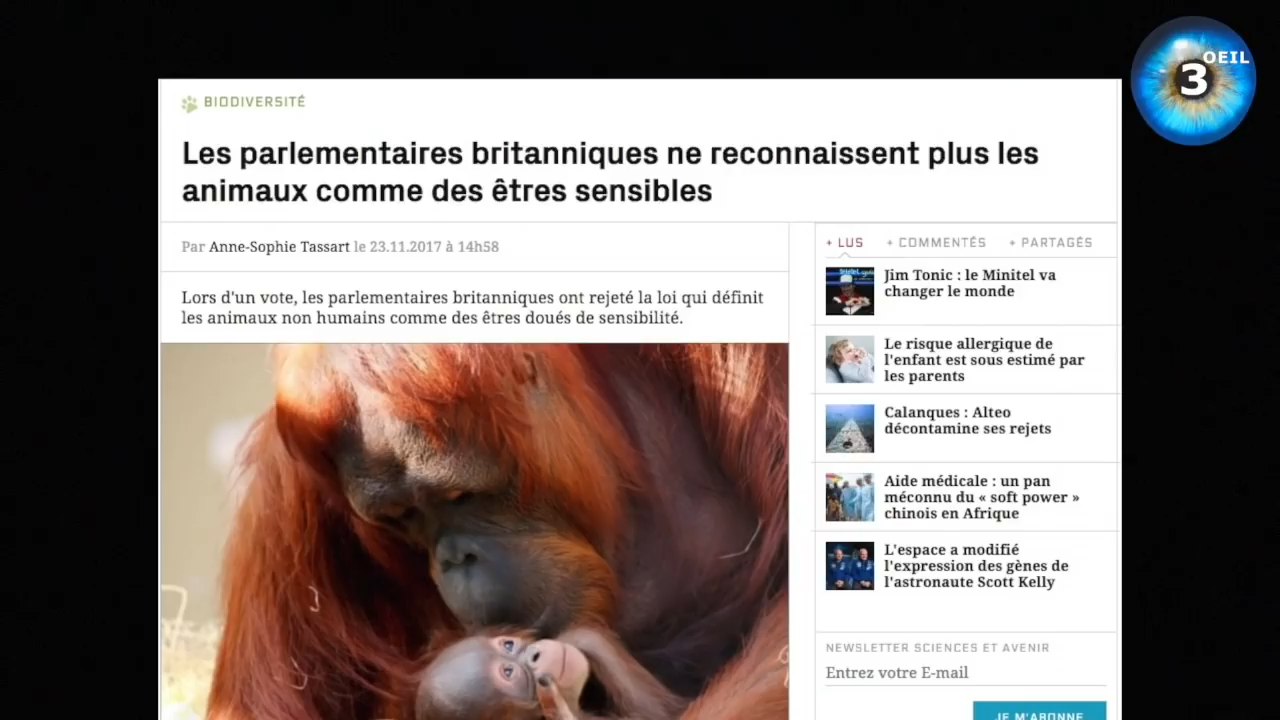 OEIL
3
BIODIVERSITÉ
Les parlementaires britanniques ne reconnaissent plus les
animaux comme des êtres sensibles
Par Anne-Sophie Tassart le 23.11.2017 à 14h58
Lors d'un vote, les parlementaires britanniques ont rejeté la loi qui définit
les animaux non humains comme des êtres doués de sensibilité.
+ LUS + COMMENTÉS + PARTAGÉS
Jim Tonic : le Minitel va
changer le monde
Le risque allergique de
l'enfant est sous estimé par
les parents
Calanques : Alteo
décontamine ses rejets
Aide médicale : un pan
méconnu du « soft power »
chinois en Afrique
L'espace a modifié
l'expression des gènes de
l'astronaute Scott Kelly
NEWSLETTER SCIENCES ET AVENIR
Entrez votre E-mail
JE M'ABONNE